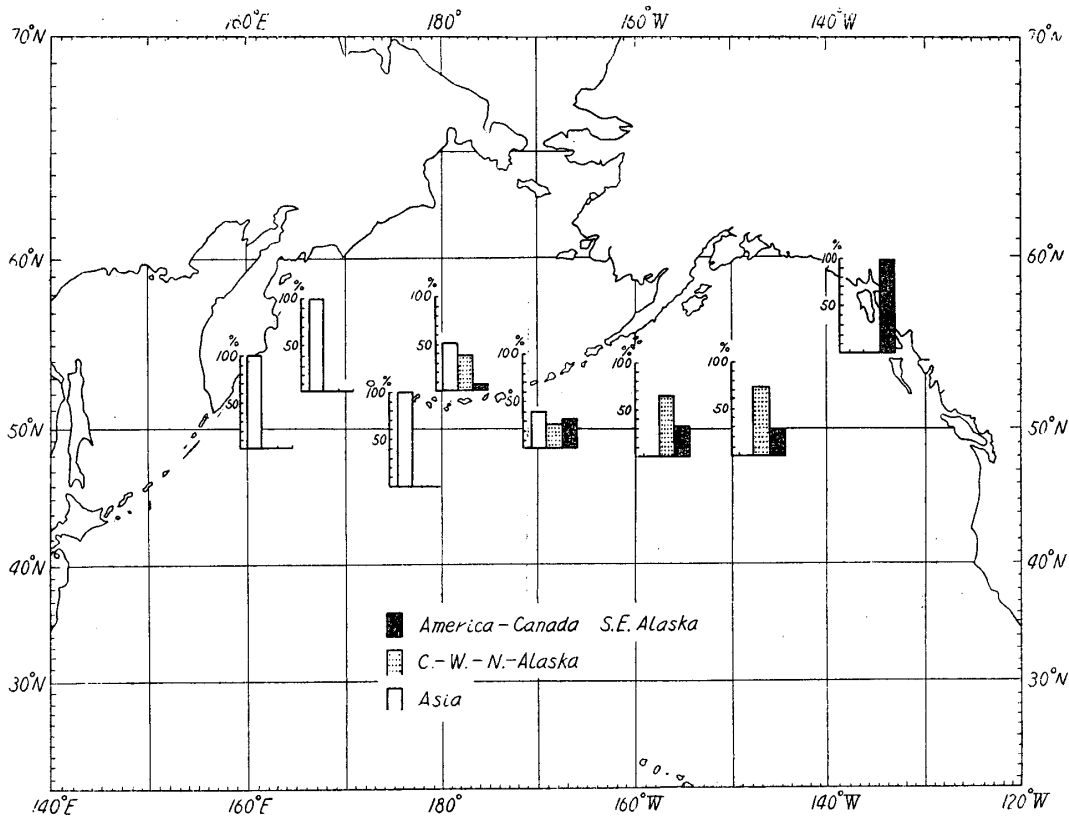 160°E 180° 160°W 140°W
70°N 70°N
60°N 60°N
% 100 50
% 100 50
% 100 50
% 100 50
% 100 50
% 100 50
% 100 50
% 100 50
50°N 50°N
40°N 40°N
America-Canada S.E. Alaska
C.-W.-N.-Alaska
30°N 30°N
Asia
140°E 160°E 180° 160°W 140°W 120°W